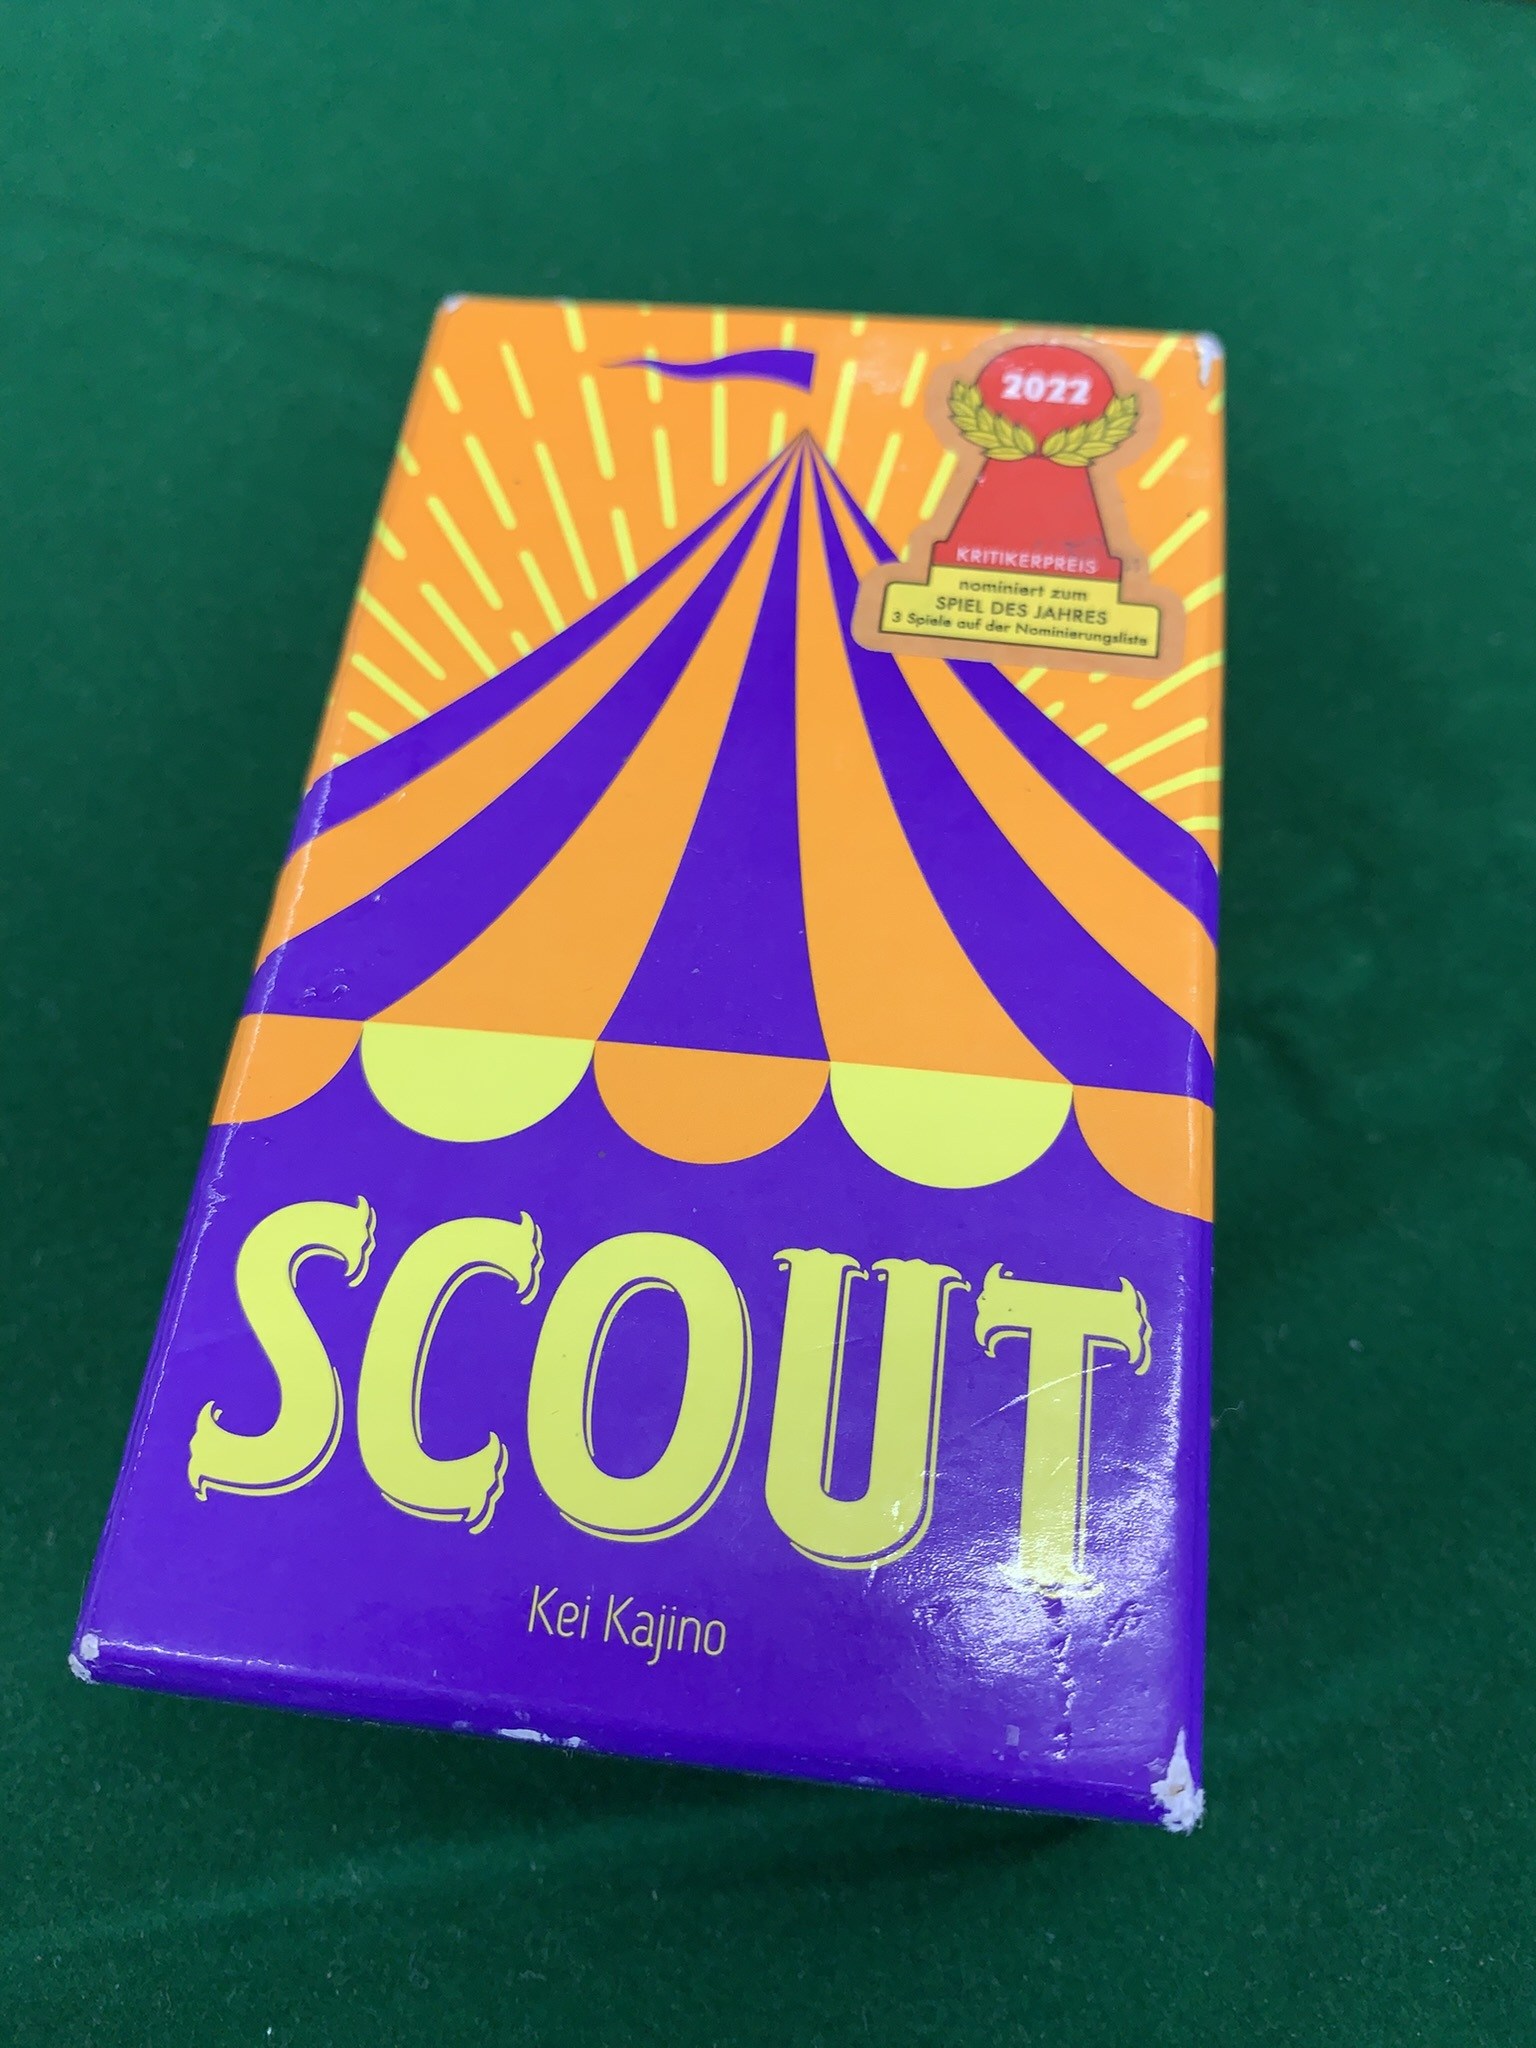 2022
KRITIKERPREIS
nominiert zum
SPIEL DES JAHRES
3 Spiele auf der Nominierungsliste
SCOUT
Kei Kajino